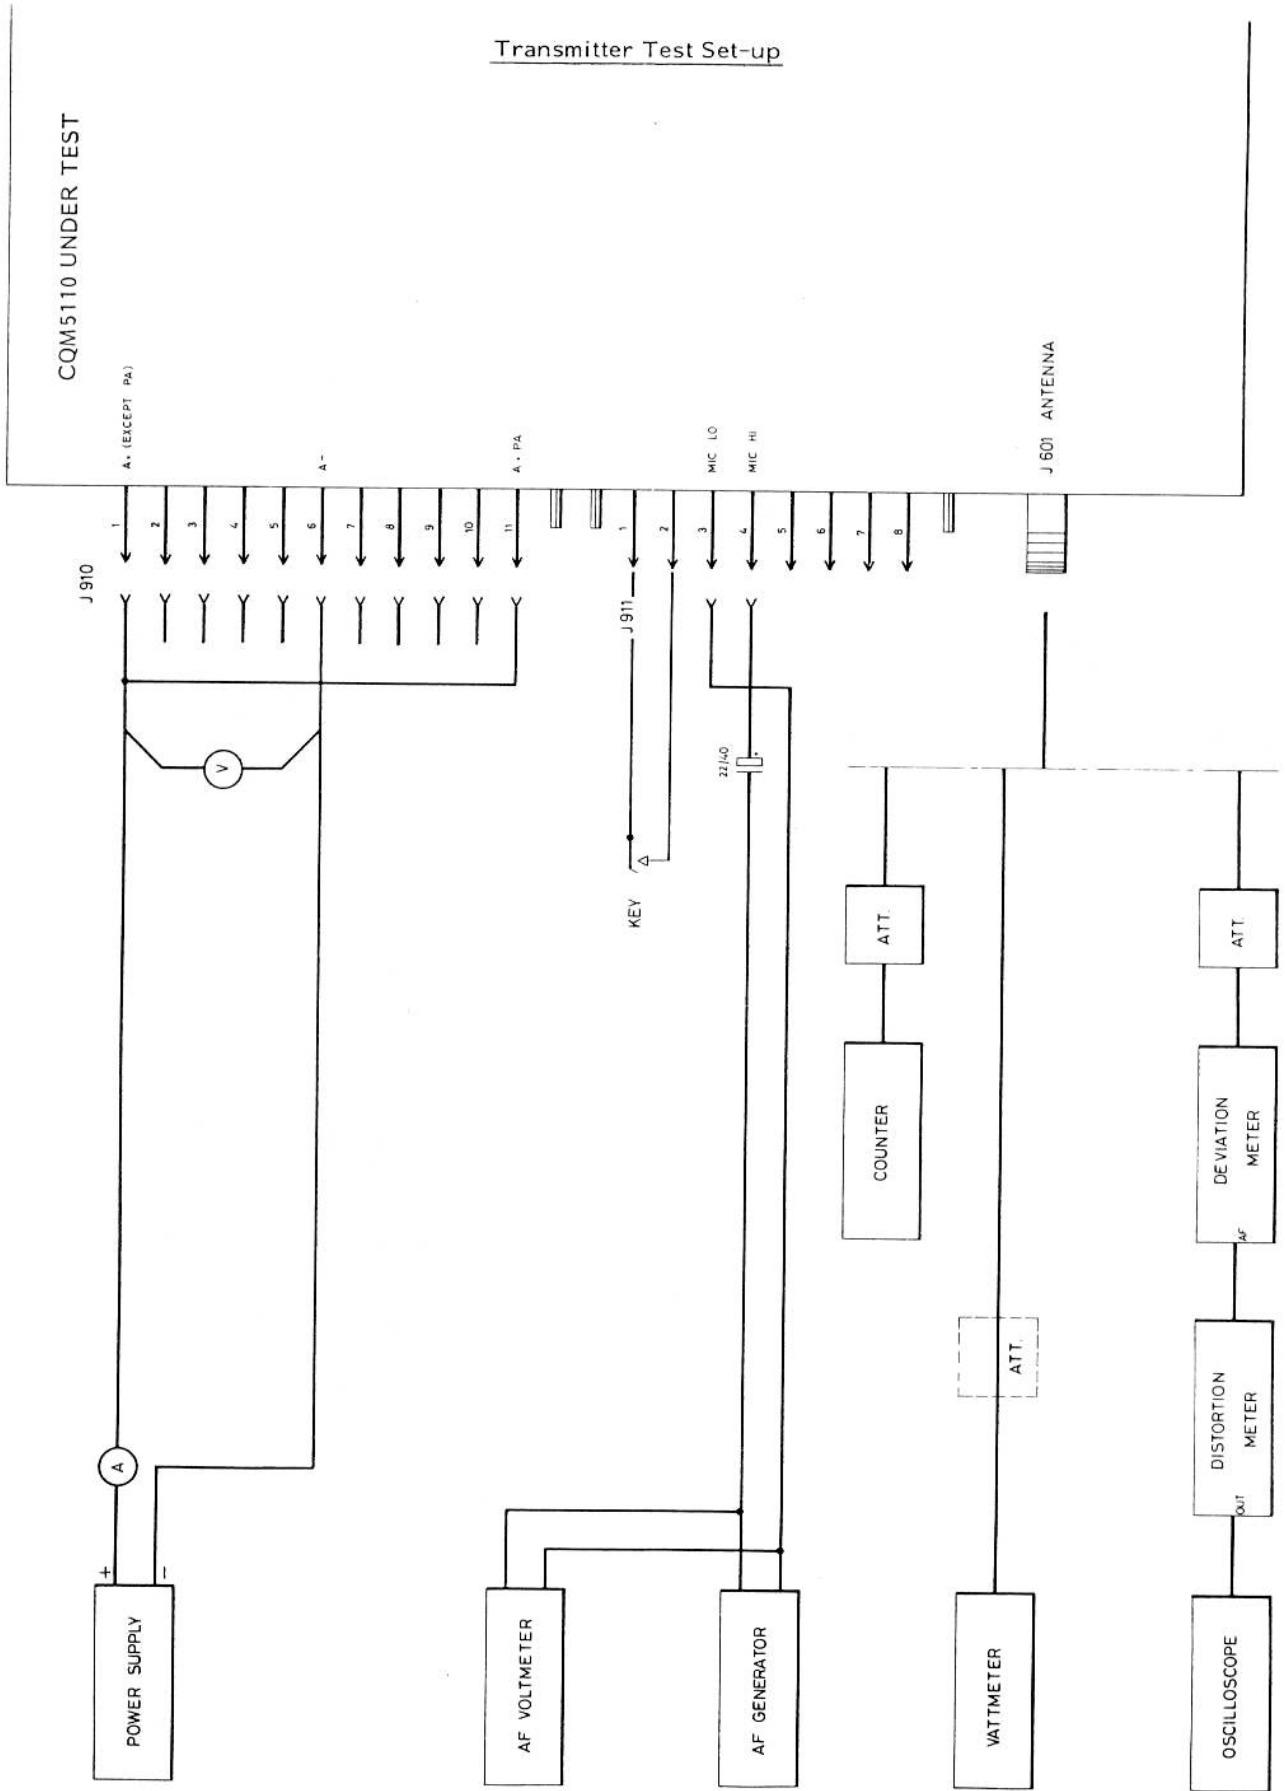 Transmitter Test Set-up
CQM5110 UNDER TEST
J 910
1
A+ (EXCEPT PA)
2
3
4
5
6
A-
7
8
9
10
11
A+ PA
J 911
1
2
3
MIC LO
4
MIC HI
5
6
7
8
J 601 ANTENNA
V
22/40
+
KEY
ATT.
ATT.
COUNTER
DEVIATION
METER
AF
ATT.
DISTORTION
METER
OUT
A
+
-
POWER SUPPLY
AF VOLTMETER
AF GENERATOR
VATTMETER
OSCILLOSCOPE